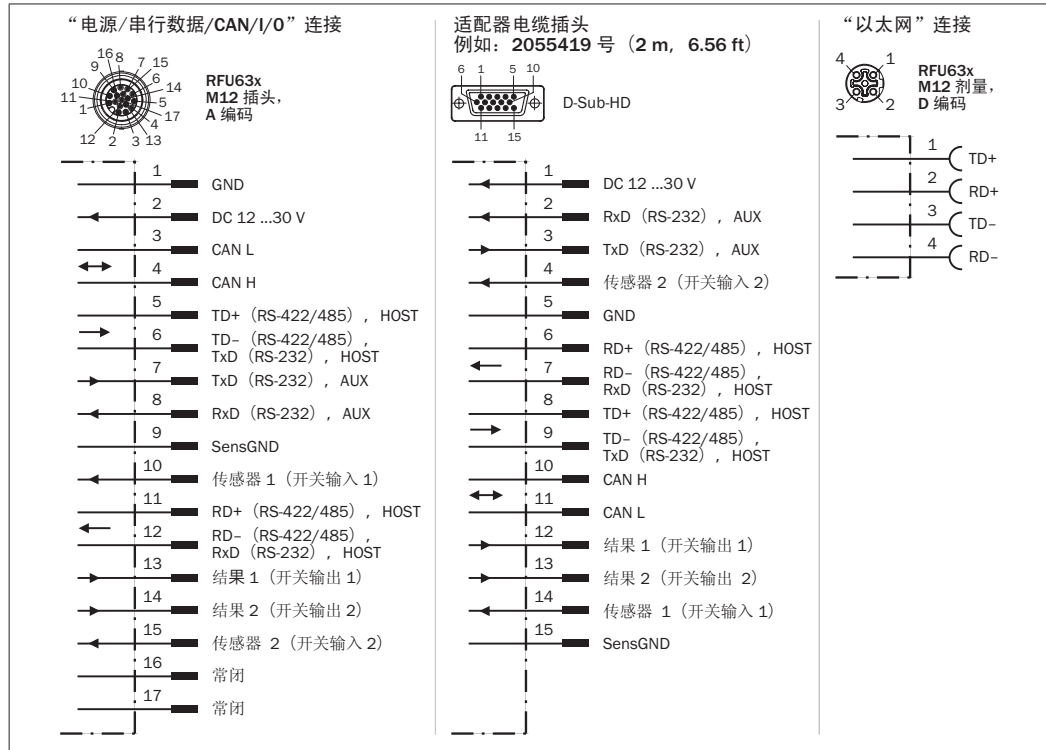 “电源/串行数据/CAN/I/O”连接
16 8 7 15
9 6
10 14
11 5
1 17
4
12 2 3 13
RFU63x
M12 插头，
A 编码
1 GND
2 DC 12 ...30 V
3 CAN L
4 CAN H
5 TD+（RS-422/485），HOST
6 TD–（RS-422/485），
TxD（RS-232），HOST
7 TxD（RS-232），AUX
8 RxD（RS-232），AUX
9 SensGND
10 传感器 1（开关输入 1）
11 RD+（RS-422/485），HOST
12 RD–（RS-422/485），
RxD（RS-232），HOST
13 结果 1（开关输出 1）
14 结果 2（开关输出 2）
15 传感器 2（开关输入 2）
16 常闭
17 常闭
适配器电缆插头
例如：2055419 号（2 m，6.56 ft）
6 1 5 10
D-Sub-HD
11 15
1 DC 12 ...30 V
2 RxD（RS-232），AUX
3 TxD（RS-232），AUX
4 传感器 2（开关输入 2）
5 GND
6 RD+（RS-422/485），HOST
7 RD–（RS-422/485），
RxD（RS-232），HOST
8 TD+（RS-422/485），HOST
9 TD–（RS-422/485），
TxD（RS-232），HOST
10 CAN H
11 CAN L
12 结果 1（开关输出 1）
13 结果 2（开关输出 2）
14 传感器 1（开关输入 1）
15 SensGND
“以太网”连接
4 1
3 2
RFU63x
M12 剂量，
D 编码
1 TD+
2 RD+
3 TD–
4 RD–